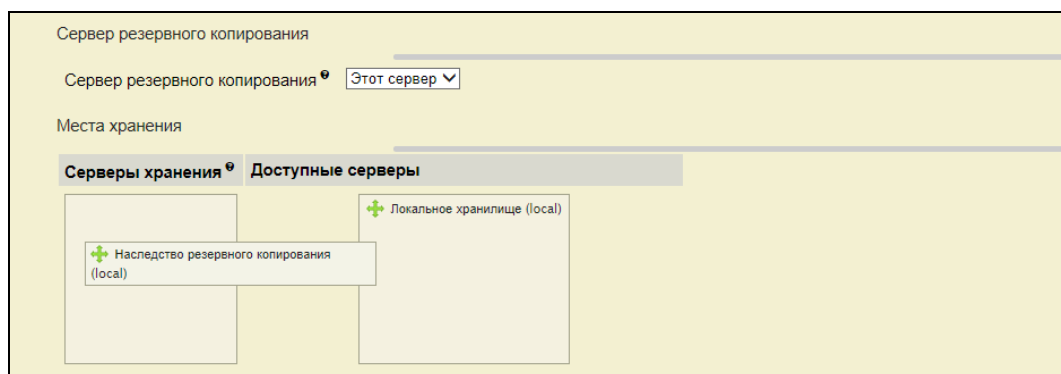 Сервер резервного копирования
Сервер резервного копирования Этот сервер
Места хранения
Серверы хранения Доступные серверы
Локальное хранилище (local)
Наследство резервного копирования
(local)